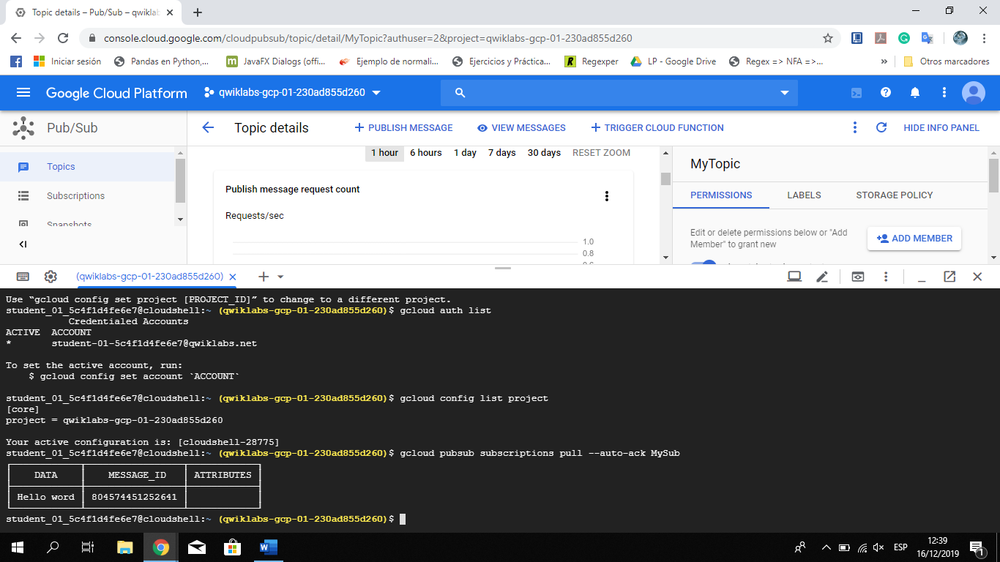 Topic details – Pub/Sub – qwiklab
console.cloud.google.com/cloudpubsub/topic/detail/MyTopic?authuser=2&project=qwiklabs-gcp-01-230ad855d260
Iniciar sesión
Pandas en Python,...
JavaFX Dialogs (offi...
Ejemplo de normali...
Ejercicios y Práctica...
Regexper
LP - Google Drive
Regex => NFA =>...
»
Otros marcadores
Google Cloud Platform
qwiklabs-gcp-01-230ad855d260
Pub/Sub
Topic details
PUBLISH MESSAGE
VIEW MESSAGES
TRIGGER CLOUD FUNCTION
HIDE INFO PANEL
Topics
Subscriptions
Snapshots
1 hour 6 hours 1 day 7 days 30 days RESET ZOOM
Publish message request count
Requests/sec
1.0
0.8
MyTopic
PERMISSIONS LABELS STORAGE POLICY
Edit or delete permissions below or "Add
Member" to grant new
ADD MEMBER
(qwiklabs-gcp-01-230ad855d260)
Use “gcloud config set project [PROJECT_ID]” to change to a different project.
student_01_5c4f1d4fe6e7@cloudshell:~ (qwiklabs-gcp-01-230ad855d260)$ gcloud auth list
Credentialed Accounts
ACTIVE ACCOUNT
* student-01-5c4f1d4fe6e7@qwiklabs.net
To set the active account, run:
$ gcloud config set account `ACCOUNT`
student_01_5c4f1d4fe6e7@cloudshell:~ (qwiklabs-gcp-01-230ad855d260)$ gcloud config list project
[core]
project = qwiklabs-gcp-01-230ad855d260
Your active configuration is: [cloudshell-28775]
student_01_5c4f1d4fe6e7@cloudshell:~ (qwiklabs-gcp-01-230ad855d260)$ gcloud pubsub subscriptions pull --auto-ack MySub
DATA MESSAGE_ID ATTRIBUTES
Hello word 804574451252641
student_01_5c4f1d4fe6e7@cloudshell:~ (qwiklabs-gcp-01-230ad855d260)$
ESP
12:39
16/12/2019
1